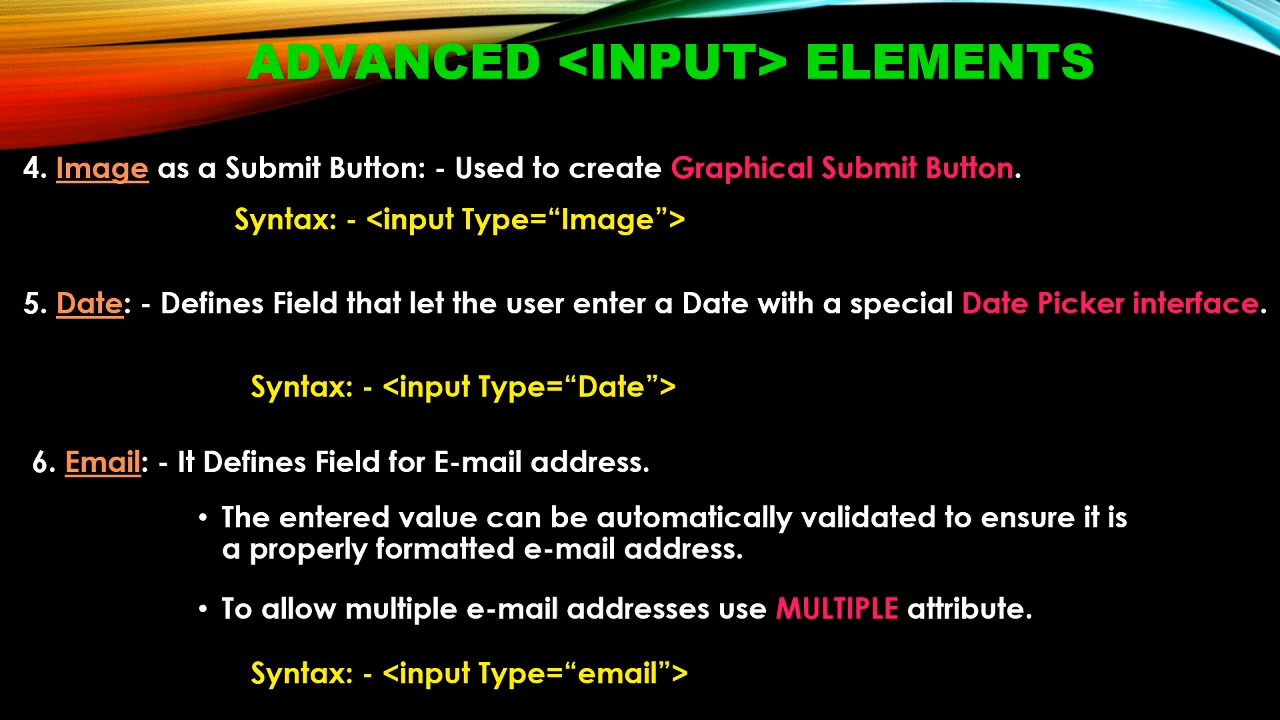 ADVANCED <INPUT> ELEMENTS
4. Image as a Submit Button: - Used to create Graphical Submit Button.
Syntax: - <input Type=“Image”>
5. Date: - Defines Field that let the user enter a Date with a special Date Picker interface.
Syntax: - <input Type=“Date”>
6. Email: - It Defines Field for E-mail address.
• The entered value can be automatically validated to ensure it is
a properly formatted e-mail address.
• To allow multiple e-mail addresses use MULTIPLE attribute.
Syntax: - <input Type=“email”>